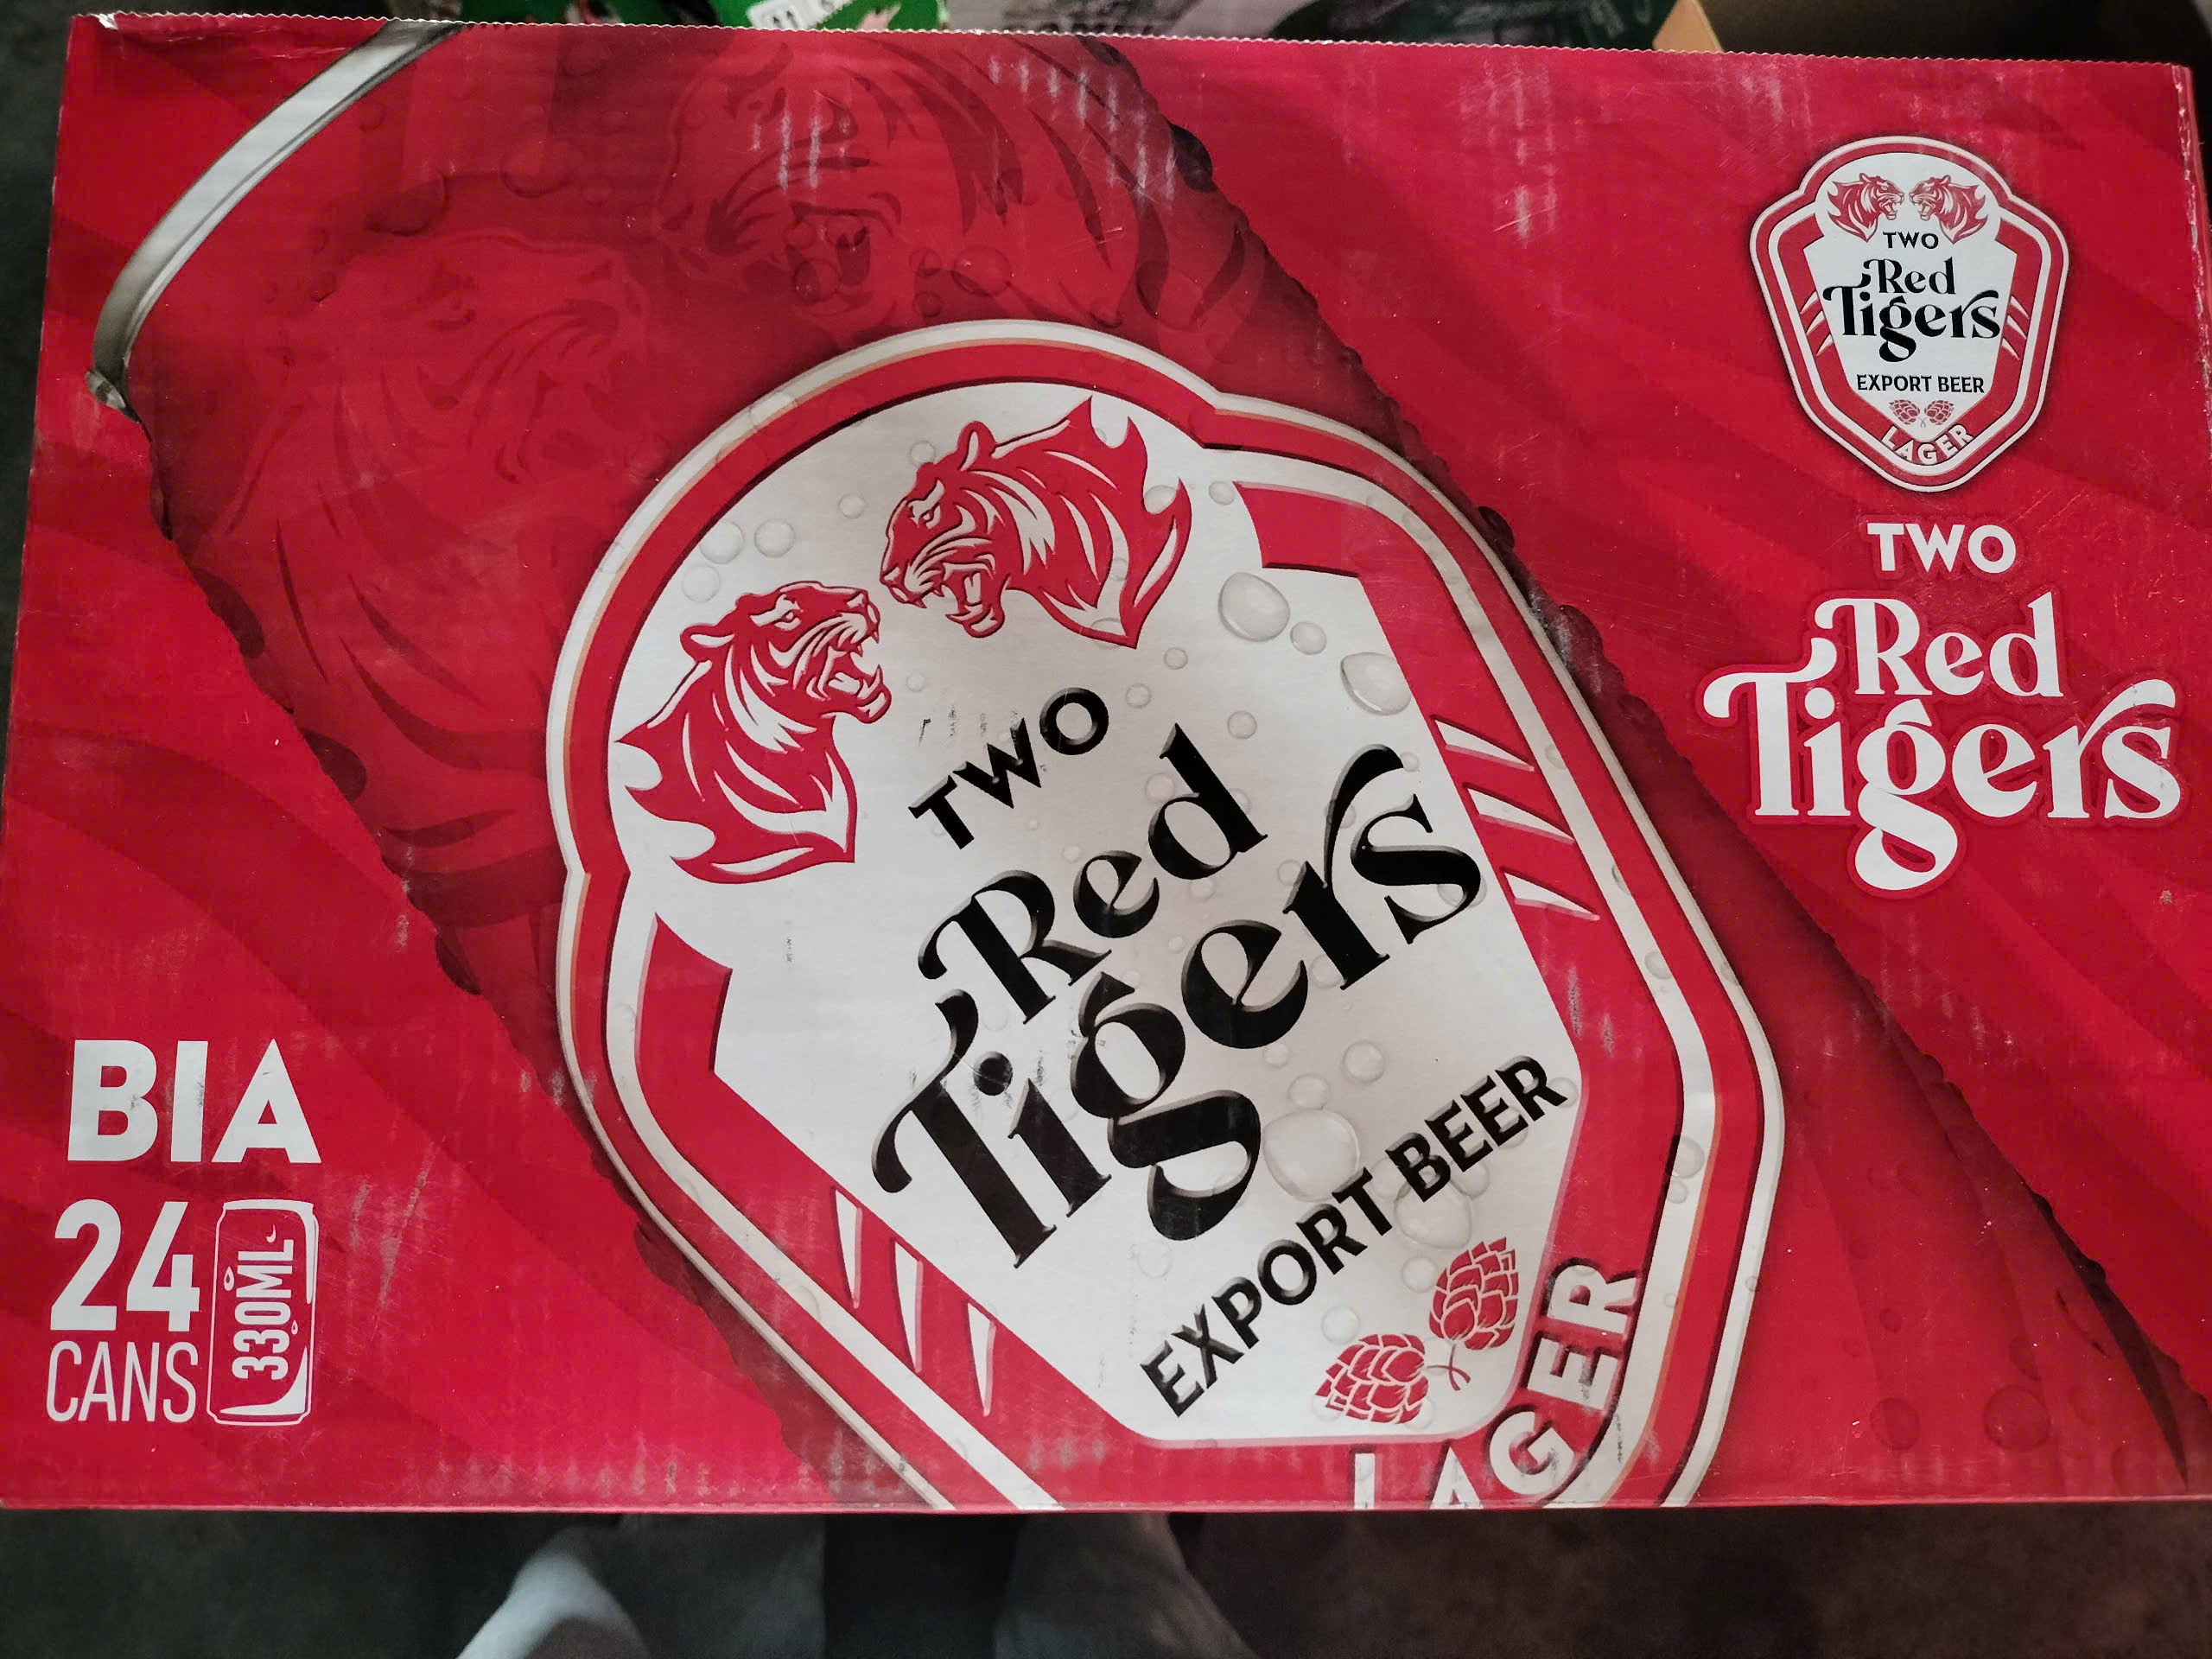 TWO
Red
Tigers
EXPORT BEER
LAGER
TWO
Red
Tigers
TWO
Red
Tigers
EXPORT BEER
LAGER
BIA
24
CANS
330ML